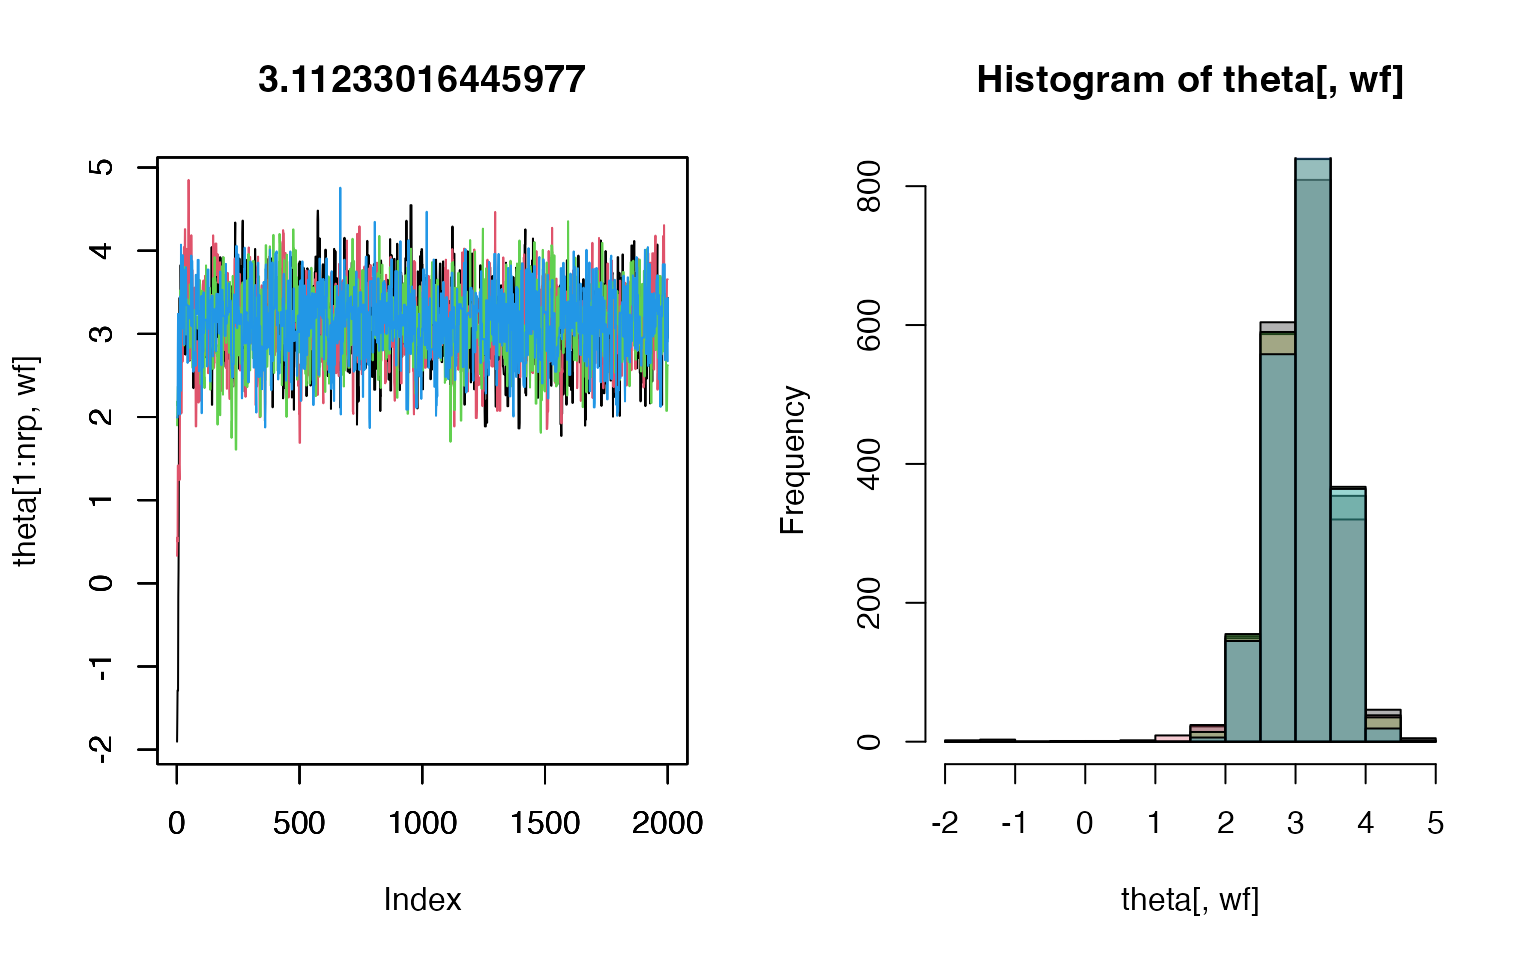 3.11233016445977
theta[1:nrp, wf]
5
4
3
2
1
0
-1
-2
0 500 1000 1500 2000
Index
Histogram of theta[, wf]
Frequency
800
600
400
200
0
-2 -1 0 1 2 3 4 5
theta[, wf]